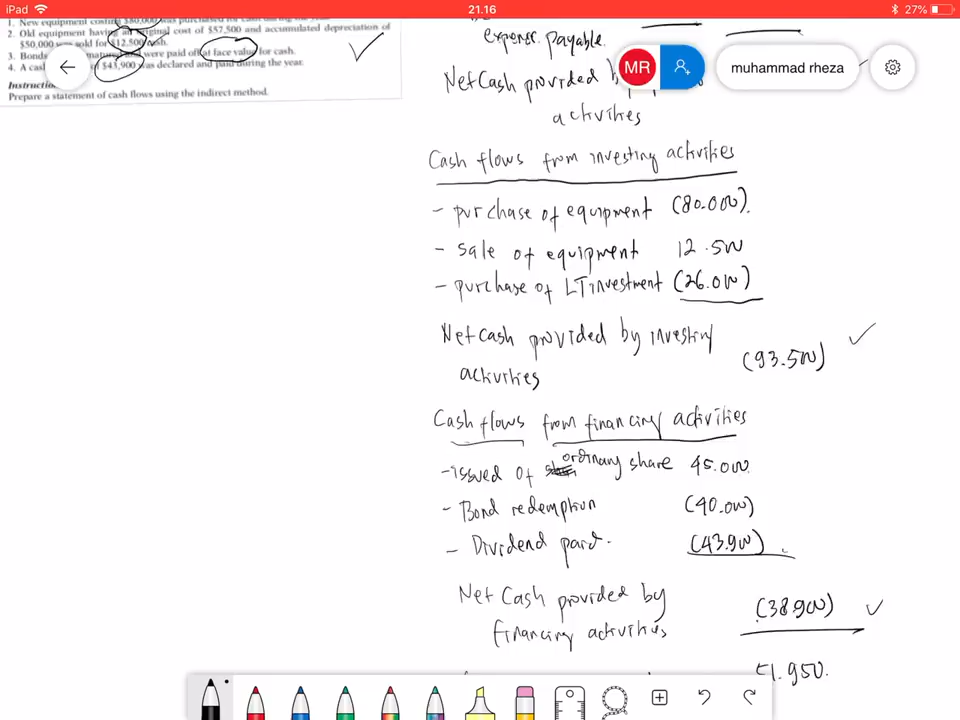 iPad
21.16
27%
1. New equipment costing $80,000 was purchased for cash during the year.
2. Old equipment having an original cost of $57,500 and accumulated depreciation of
$50,000 was sold for $12,500 cash.
3. Bonds matured and were paid off at face value for cash.
4. A cash of $43,900 was declared and paid during the year.
Instructio
Prepare a statement of cash flows using the indirect method.
MR
muhammad rheza
expense payable
Net Cash provided b
activities
Cash flows from investing activities
- purchase of equipment (80.000)
- sale of equipment 12.500
- purchase of LT investment (26.000)
Net cash provided by investing
activities (93.500)
Cash flows from financing activities
- issued of ordinary share 45.000
- Bond redemption (40.000)
- Dividend paid. (43.900)
Net Cash provided by
financing activities (38.900)
51.950.